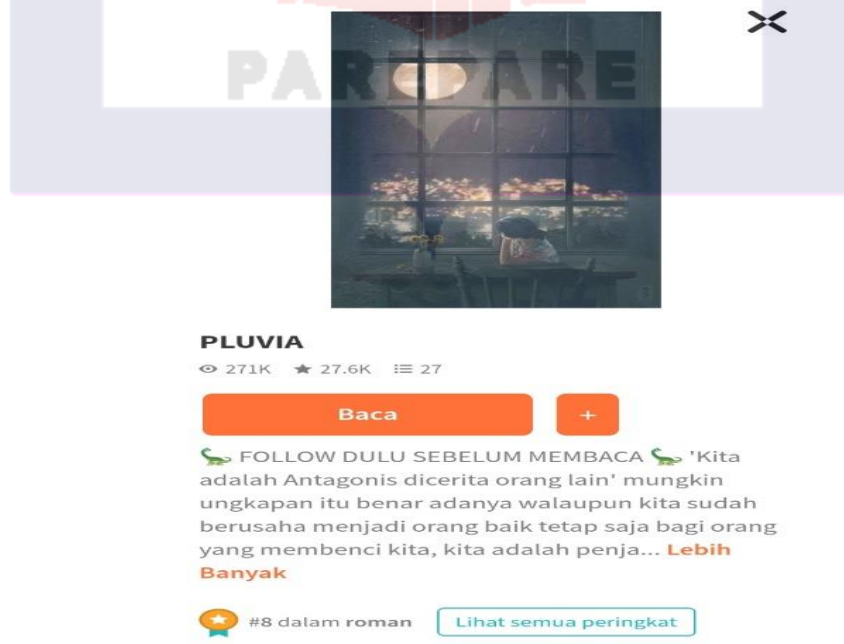 PAREPARE
PLUVIA
271K 27.6K 27
Baca +
FOLLOW DULU SEBELUM MEMBACA 'Kita
adalah Antagonis dicerita orang lain' mungkin
ungkapan itu benar adanya walaupun kita sudah
berusaha menjadi orang baik tetap saja bagi orang
yang membenci kita, kita adalah penja... Lebih
Banyak
#8 dalam roman Lihat semua peringkat